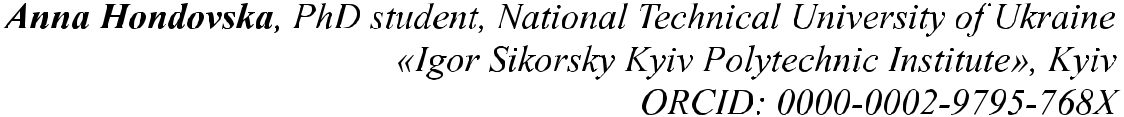 Anna Hondovska, PhD student, National Technical University of Ukraine
«Igor Sikorsky Kyiv Polytechnic Institute», Kyiv
ORCID: 0000-0002-9795-768X